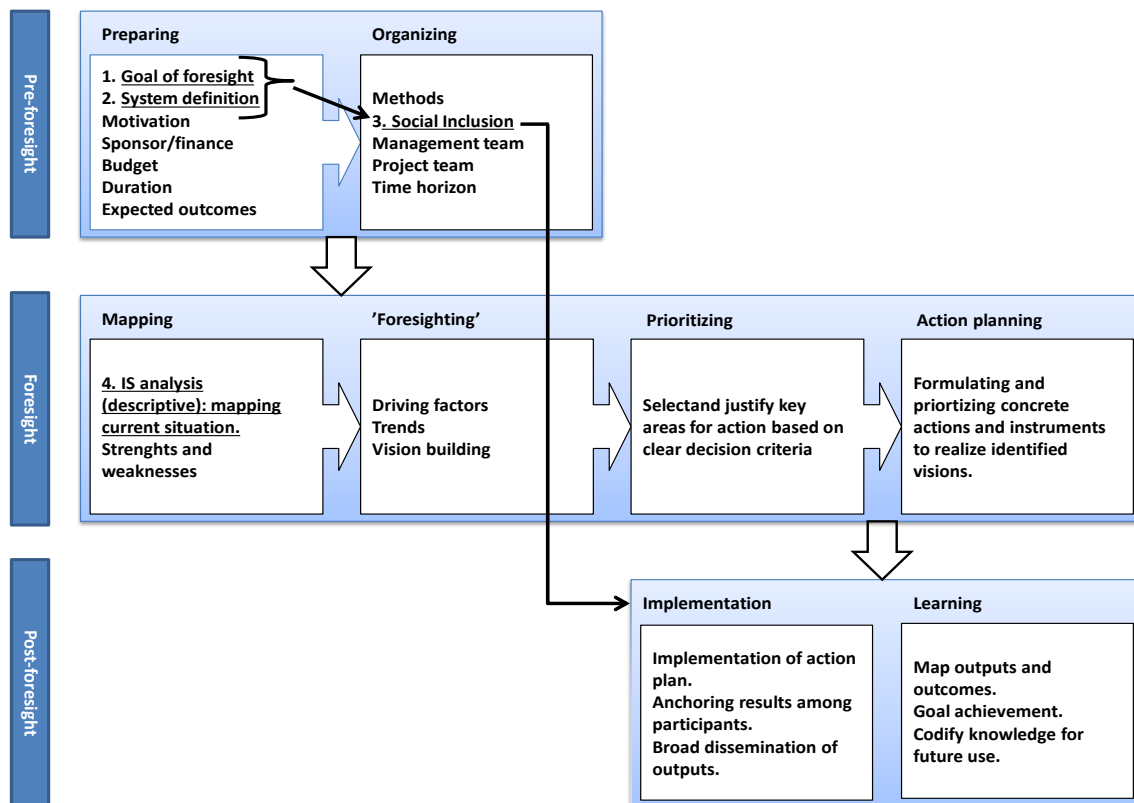 Pre-foresight
Preparing
1. Goal of foresight
2. System definition
Motivation
Sponsor/finance
Budget
Duration
Expected outcomes
Organizing
Methods
3. Social Inclusion
Management team
Project team
Time horizon
Foresight
Mapping
4. IS analysis
(descriptive): mapping
current situation.
Strenghts and
weaknesses
’Foresighting’
Driving factors
Trends
Vision building
Prioritizing
Selectand justify key
areas for action based on
clear decision criteria
Action planning
Formulating and
priortizing concrete
actions and instruments
to realize identified
visions.
Post-foresight
Implementation
Implementation of action
plan.
Anchoring results among
participants.
Broad dissemination of
outputs.
Learning
Map outputs and
outcomes.
Goal achievement.
Codify knowledge for
future use.